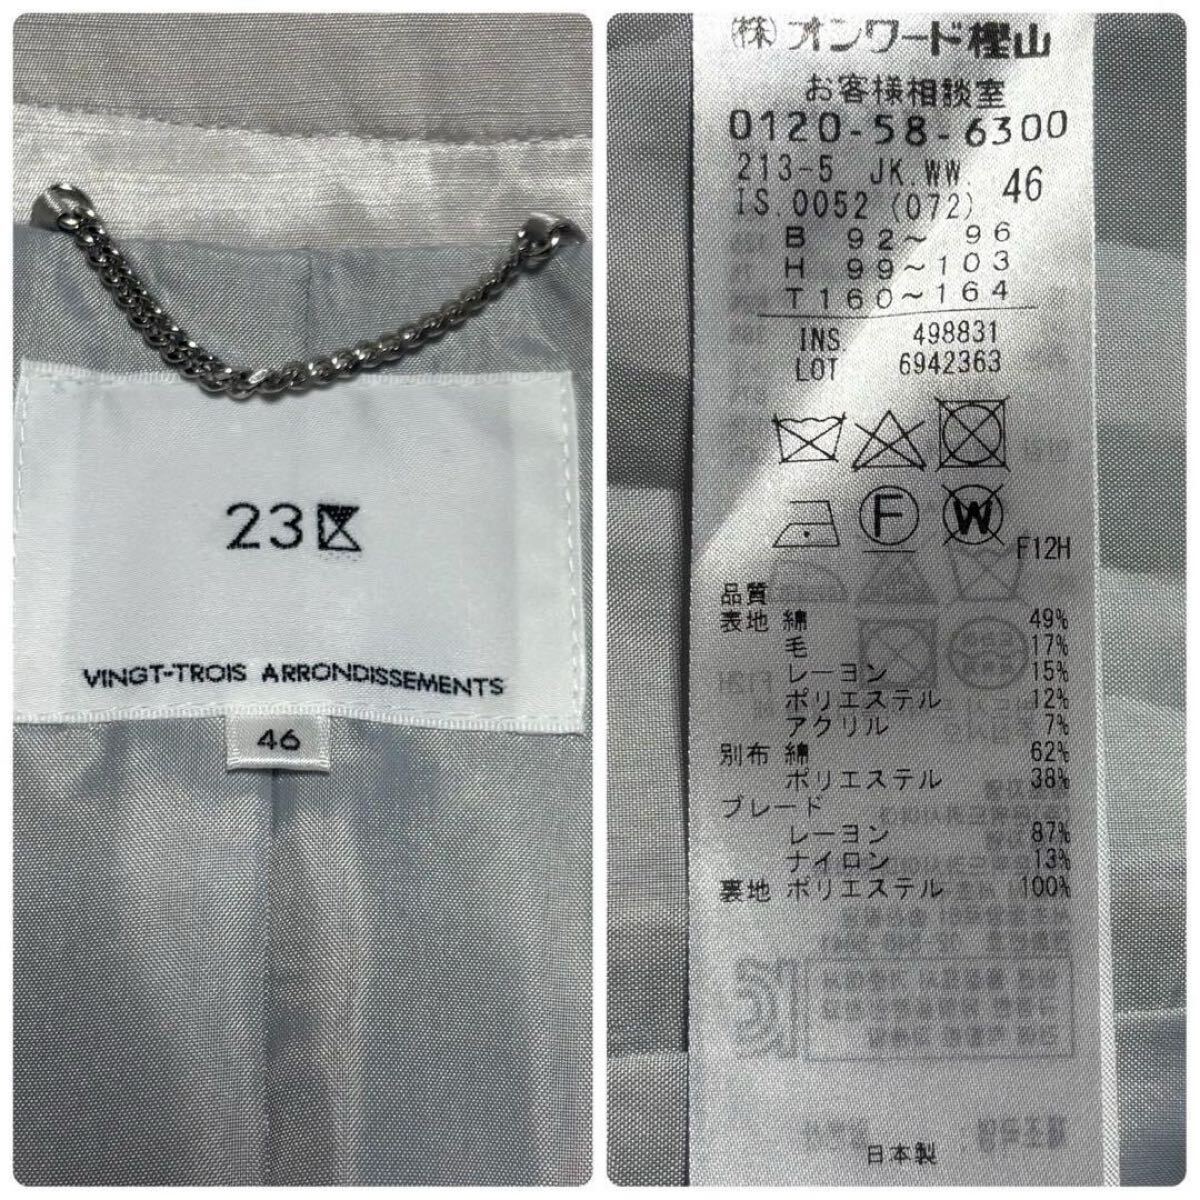 23区
VINGT-TROIS ARRONDISSEMENTS
46
(株)オンワード樫山
お客様相談室
0120-58-6300
213-5 JK.WW. 46
IS.0052 (072)
B 92～ 96
H 99～103
T160～164
INS 498831
LOT 6942363
F
W
F12H
品質
表地 綿 49%
毛 17%
レーヨン 15%
ポリエステル 12%
アクリル 7%
別布 綿 62%
ポリエステル 38%
ブレード
レーヨン 87%
ナイロン 13%
裏地 ポリエステル 100%
日本製